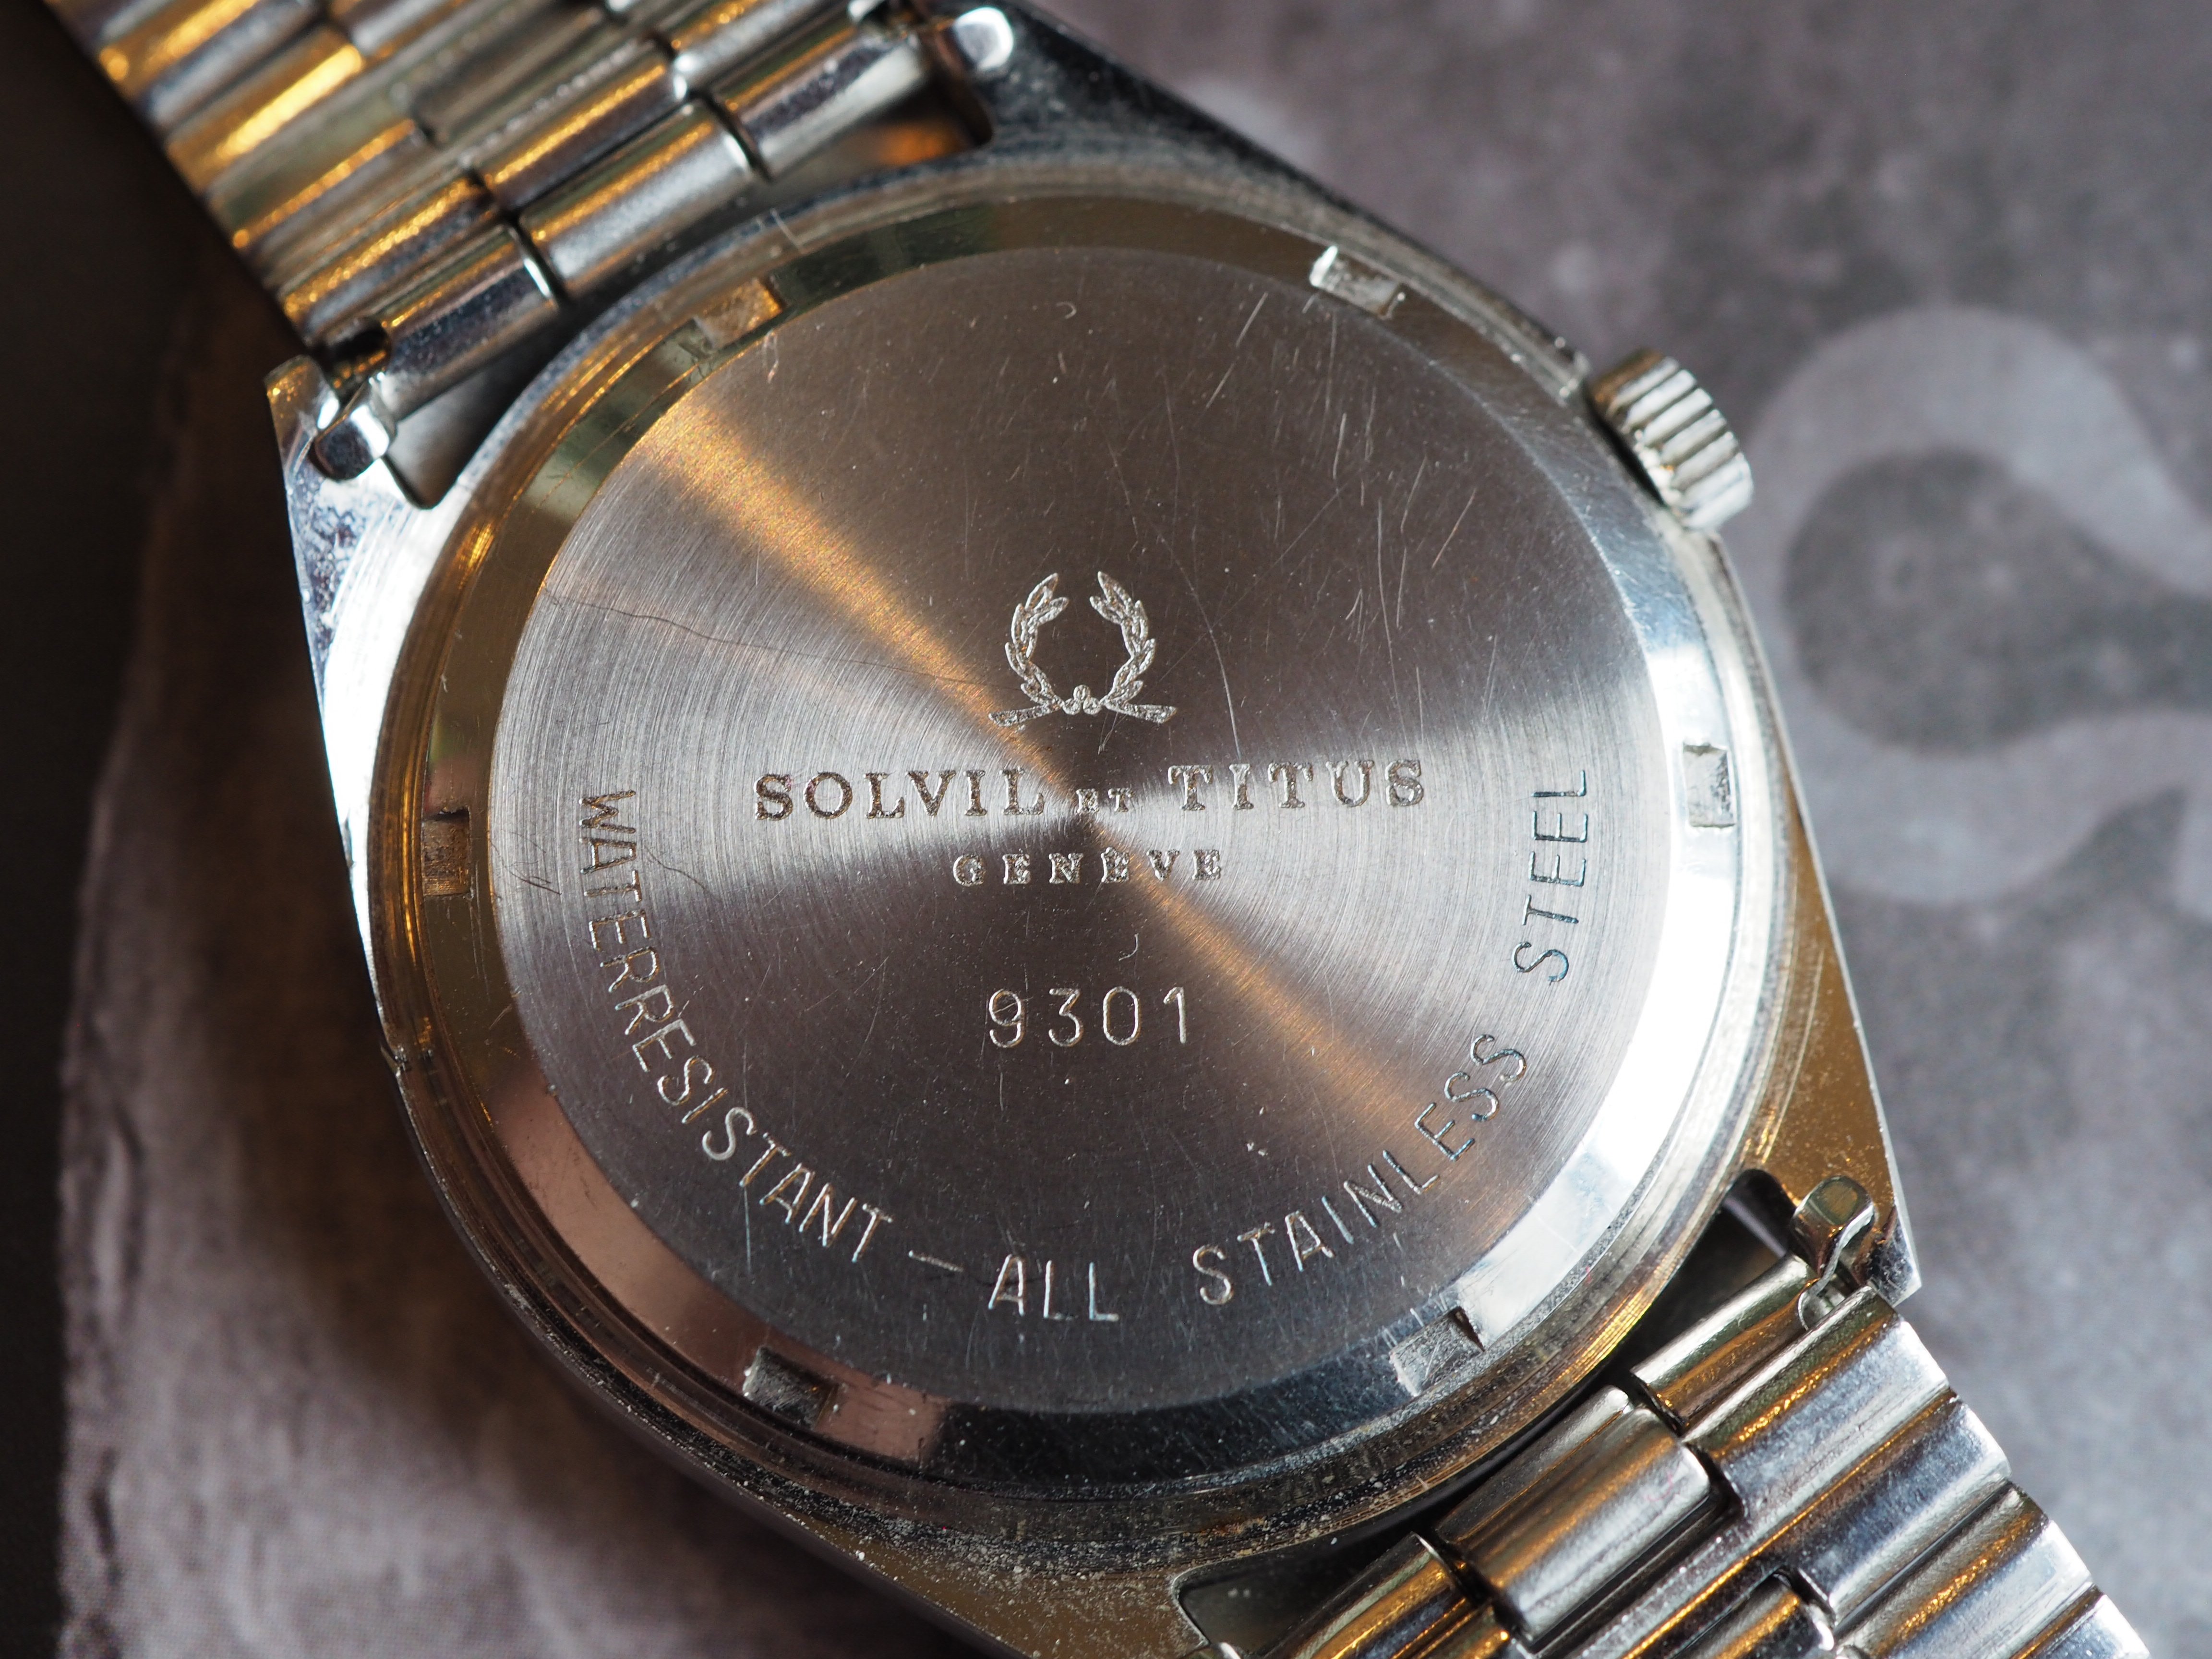 SOLVIL ET TITUS
GENÈVE
9301
WATERRESISTANT – ALL STAINLESS STEEL